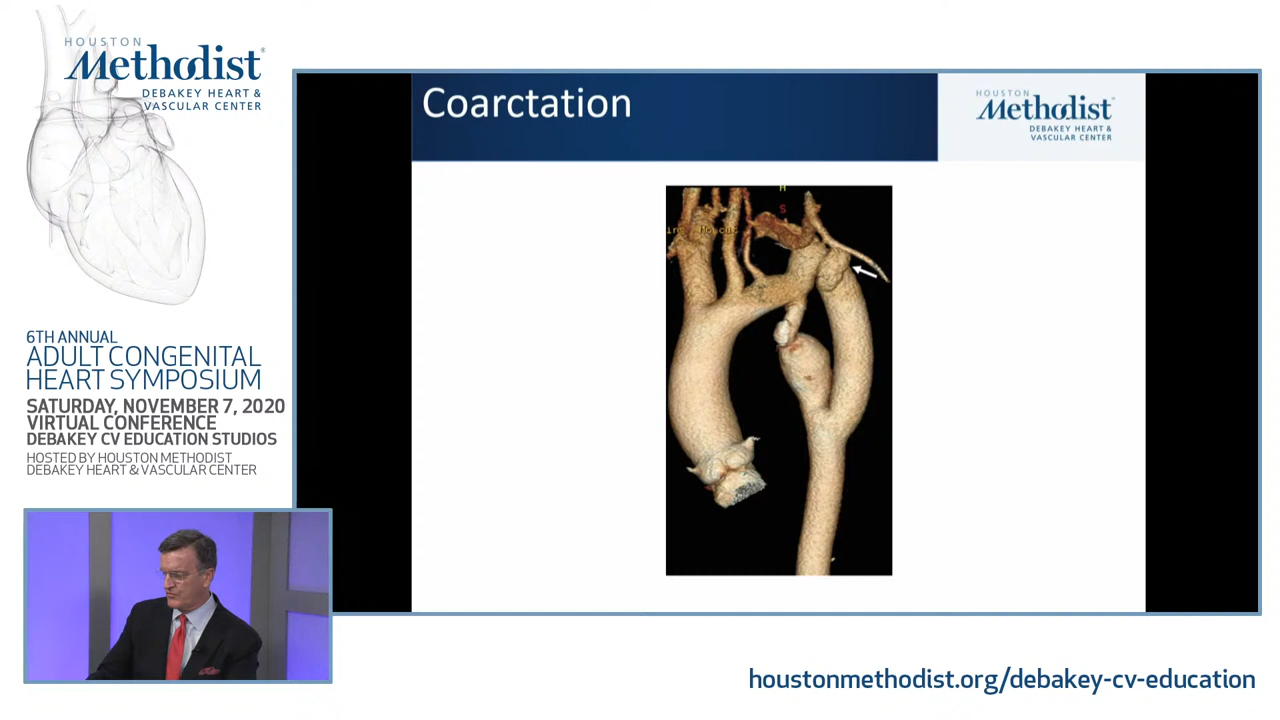 HOUSTON
Methodist
DEBAKEY HEART &
VASCULAR CENTER
6TH ANNUAL
ADULT CONGENITAL
HEART SYMPOSIUM
SATURDAY, NOVEMBER 7, 2020
VIRTUAL CONFERENCE
DEBAKEY CV EDUCATION STUDIOS
HOSTED BY HOUSTON METHODIST
DEBAKEY HEART & VASCULAR CENTER
Coarctation
HOUSTON
Methodist
DEBAKEY HEART &
VASCULAR CENTER
H
S
houstonmethodist.org/debakey-cv-education